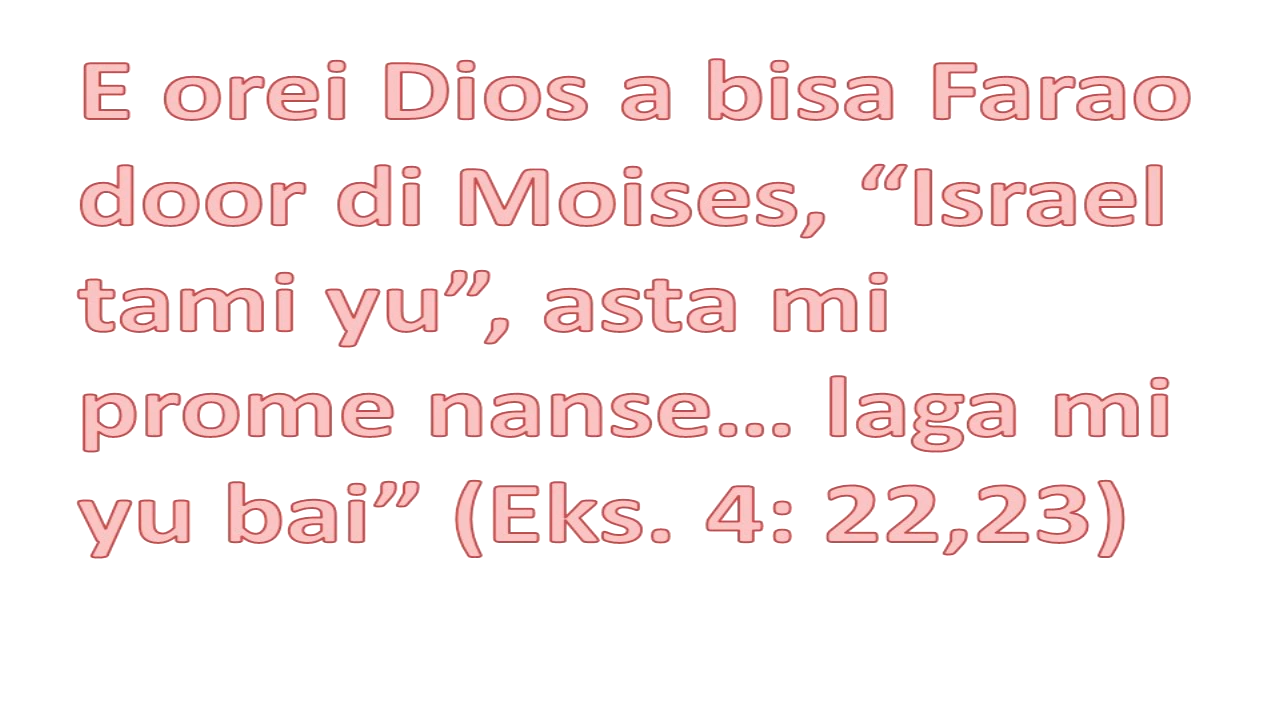 E orei Dios a bisa Farao
door di Moises, “Israel
tami yu”, asta mi
prome nanse... laga mi
yu bai” (Eks. 4: 22,23)